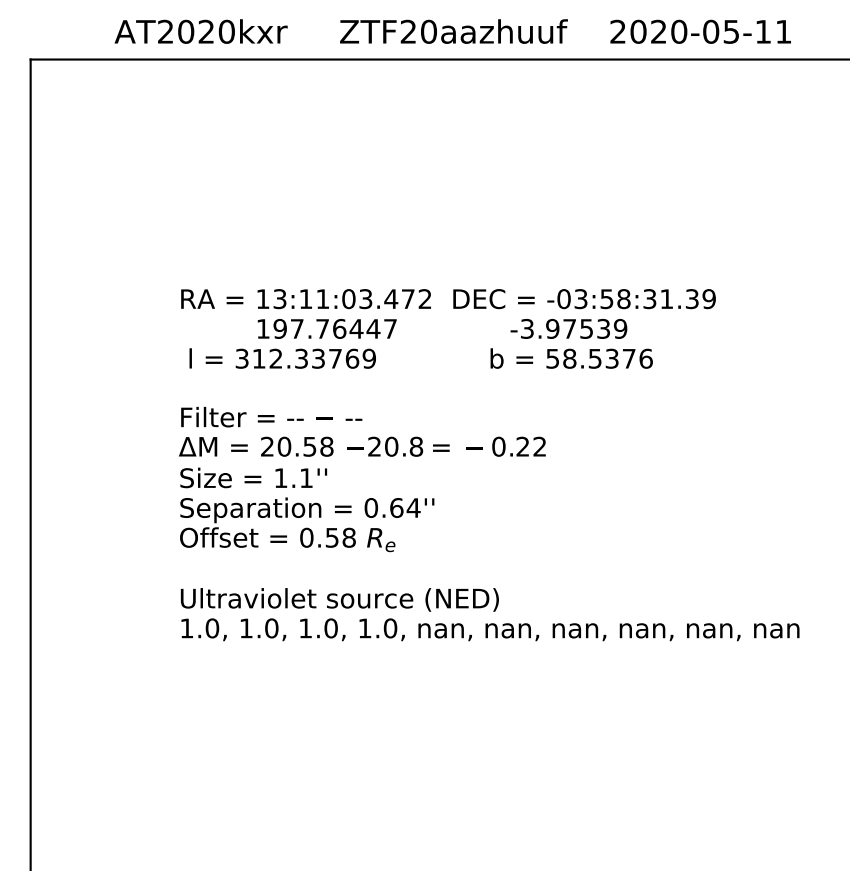 AT2020kxr ZTF20aazhuuf 2020-05-11
RA = 13:11:03.472 DEC = -03:58:31.39
197.76447 -3.97539
l = 312.33769 b = 58.5376
Filter = -- − --
ΔM = 20.58 −20.8 = − 0.22
Size = 1.1''
Separation = 0.64''
Offset = 0.58 Rₑ
Ultraviolet source (NED)
1.0, 1.0, 1.0, 1.0, nan, nan, nan, nan, nan, nan